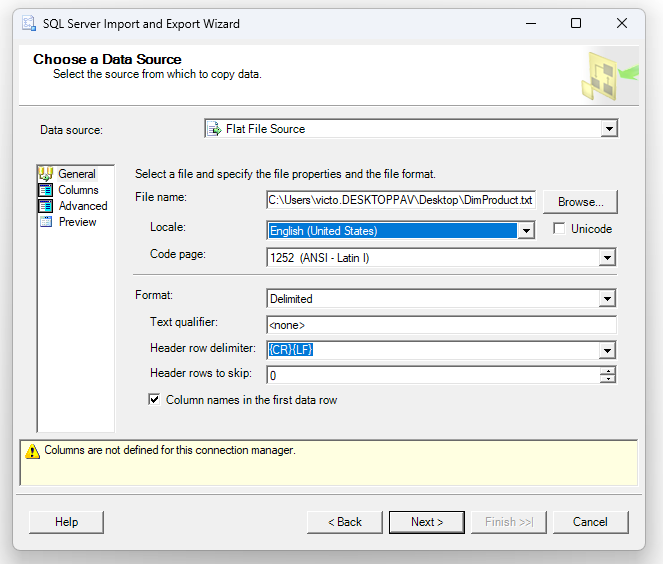 SQL Server Import and Export Wizard
Choose a Data Source
Select the source from which to copy data.
Data source: Flat File Source
General
Columns
Advanced
Preview
Select a file and specify the file properties and the file format.
File name: C:\Users\victo.DESKTOPPAV\Desktop\DimProduct.txt Browse...
Locale: English (United States) Unicode
Code page: 1252 (ANSI - Latin I)
Format: Delimited
Text qualifier: <none>
Header row delimiter: {CR}{LF}
Header rows to skip: 0
Column names in the first data row
Columns are not defined for this connection manager.
Help < Back Next > Finish >>| Cancel